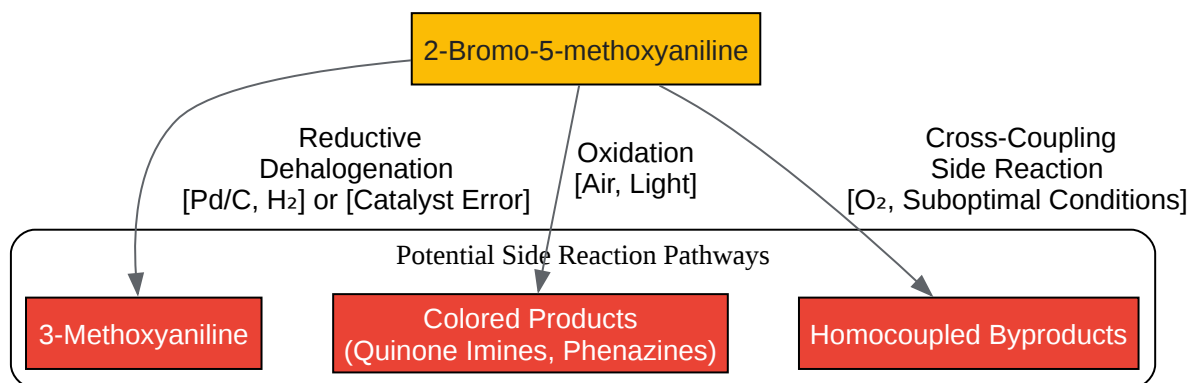 2-Bromo-5-methoxyaniline
Reductive
Dehalogenation
[Pd/C, H₂] or [Catalyst Error]
Oxidation
[Air, Light]
Cross-Coupling
Side Reaction
[O₂, Suboptimal Conditions]
Potential Side Reaction Pathways
3-Methoxyaniline
Colored Products
(Quinone Imines, Phenazines)
Homocoupled Byproducts